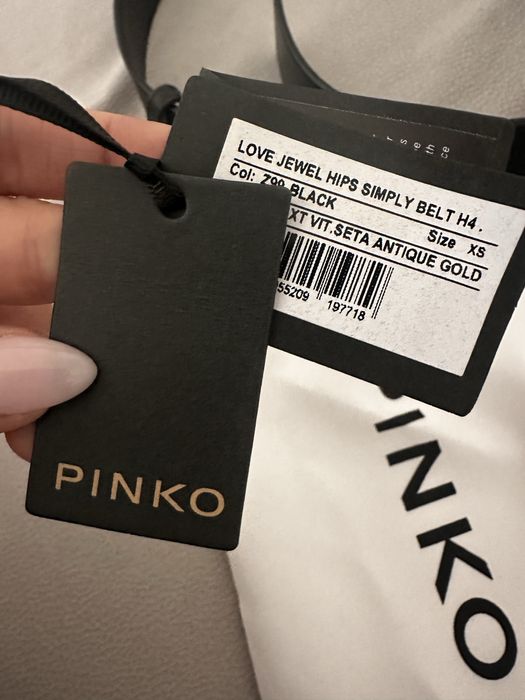 LOVE JEWEL HIPS SIMPLY BELT H4 .
Col: Z99 BLACK
Size XS
XT VIT.SETA ANTIQUE GOLD
55209 197718
PINKO
PINKO